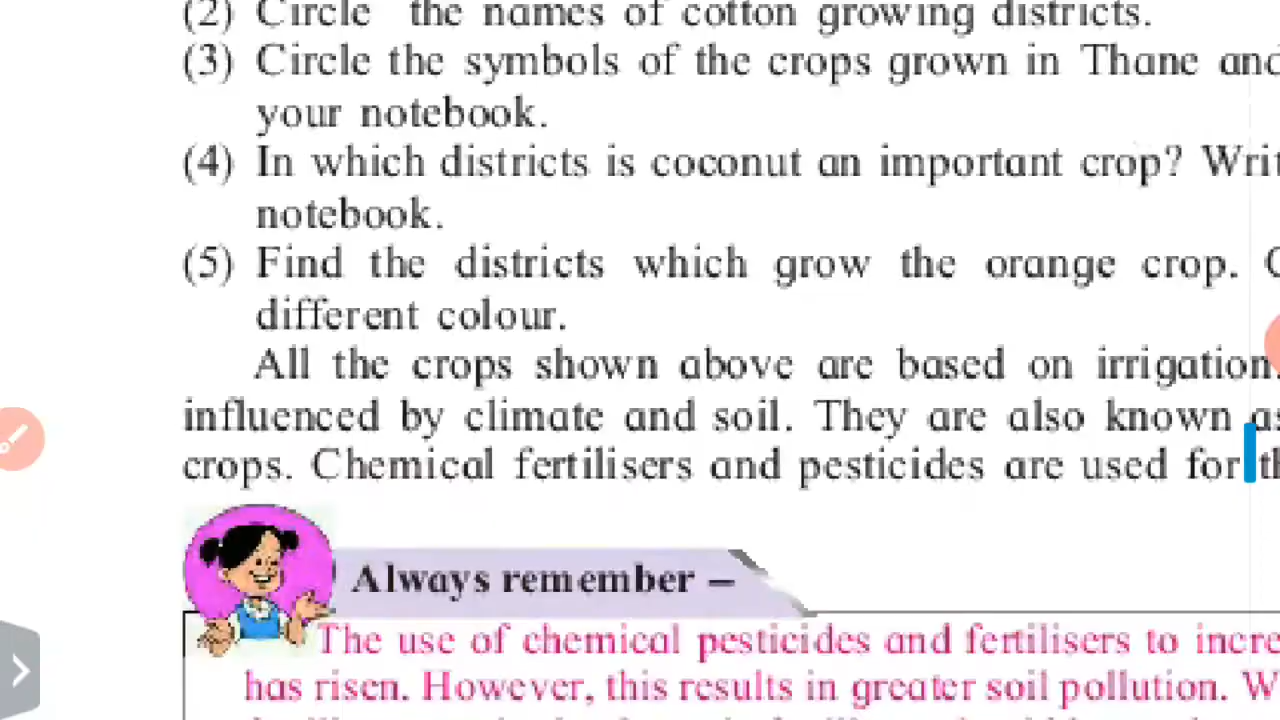 (2) Circle the names of cotton growing districts.
(3) Circle the symbols of the crops grown in Thane and
your notebook.
(4) In which districts is coconut an important crop? Writ
notebook.
(5) Find the districts which grow the orange crop.
different colour.
All the crops shown above are based on irrigation.
influenced by climate and soil. They are also known as
crops. Chemical fertilisers and pesticides are used for th
Always remember –
The use of chemical pesticides and fertilisers to incre
has risen. However, this results in greater soil pollution. W